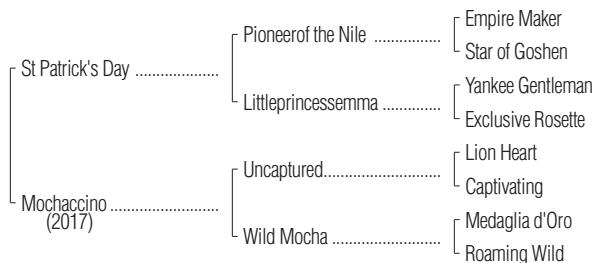 Empire Maker
Pioneerof the Nile ................
Star of Goshen
St Patrick's Day .....................
Yankee Gentleman
Littleprincessemma ..............
Exclusive Rosette
Lion Heart
Uncaptured............................
Captivating
Mochaccino ...........................
(2017)
Medaglia d'Oro
Wild Mocha ..........................
Roaming Wild